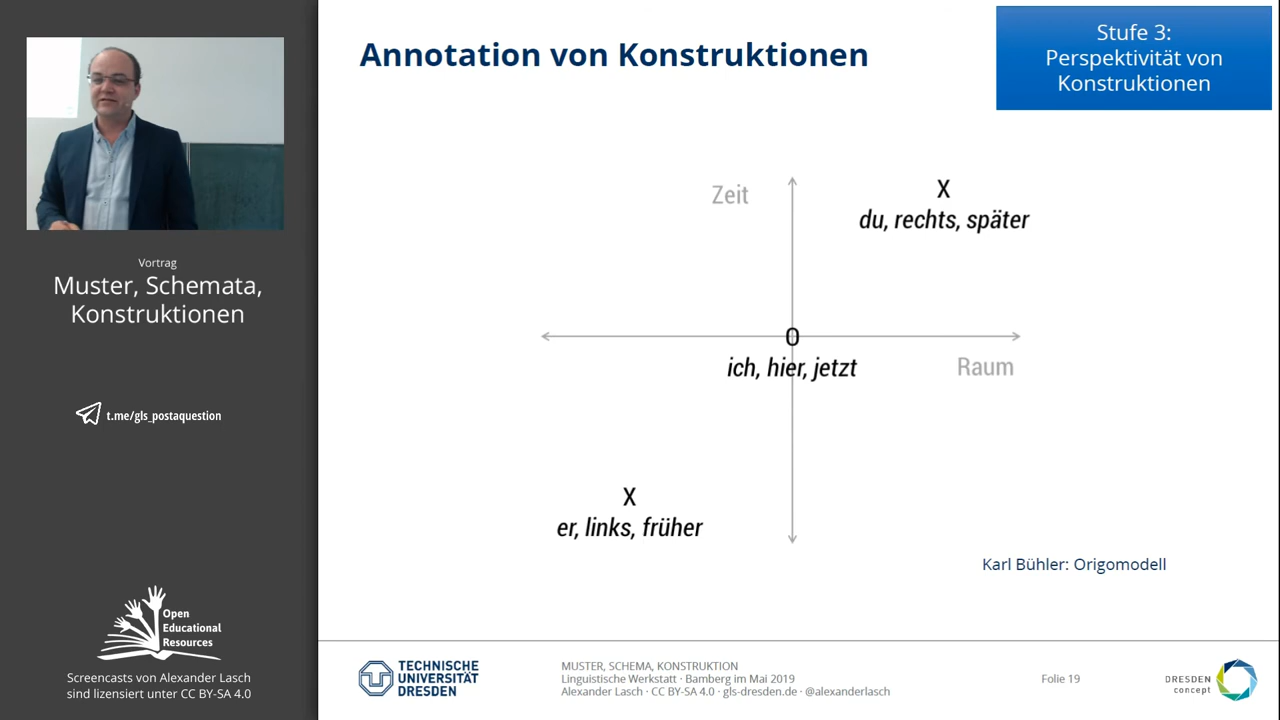 Vortrag
Muster, Schemata,
Konstruktionen
t.me/gls_postaquestion
Open
Educational
Resources
Screencasts von Alexander Lasch
sind lizensiert unter CC BY-SA 4.0
Annotation von Konstruktionen
Stufe 3:
Perspektivität von
Konstruktionen
Zeit
X
du, rechts, später
0
ich, hier, jetzt
Raum
X
er, links, früher
Karl Bühler: Origomodell
TECHNISCHE
UNIVERSITÄT
DRESDEN
MUSTER, SCHEMA, KONSTRUKTION
Linguistische Werkstatt · Bamberg im Mai 2019
Alexander Lasch · CC BY-SA 4.0 · gls-dresden.de · @alexanderlasch
Folie 19
DRESDEN
concept